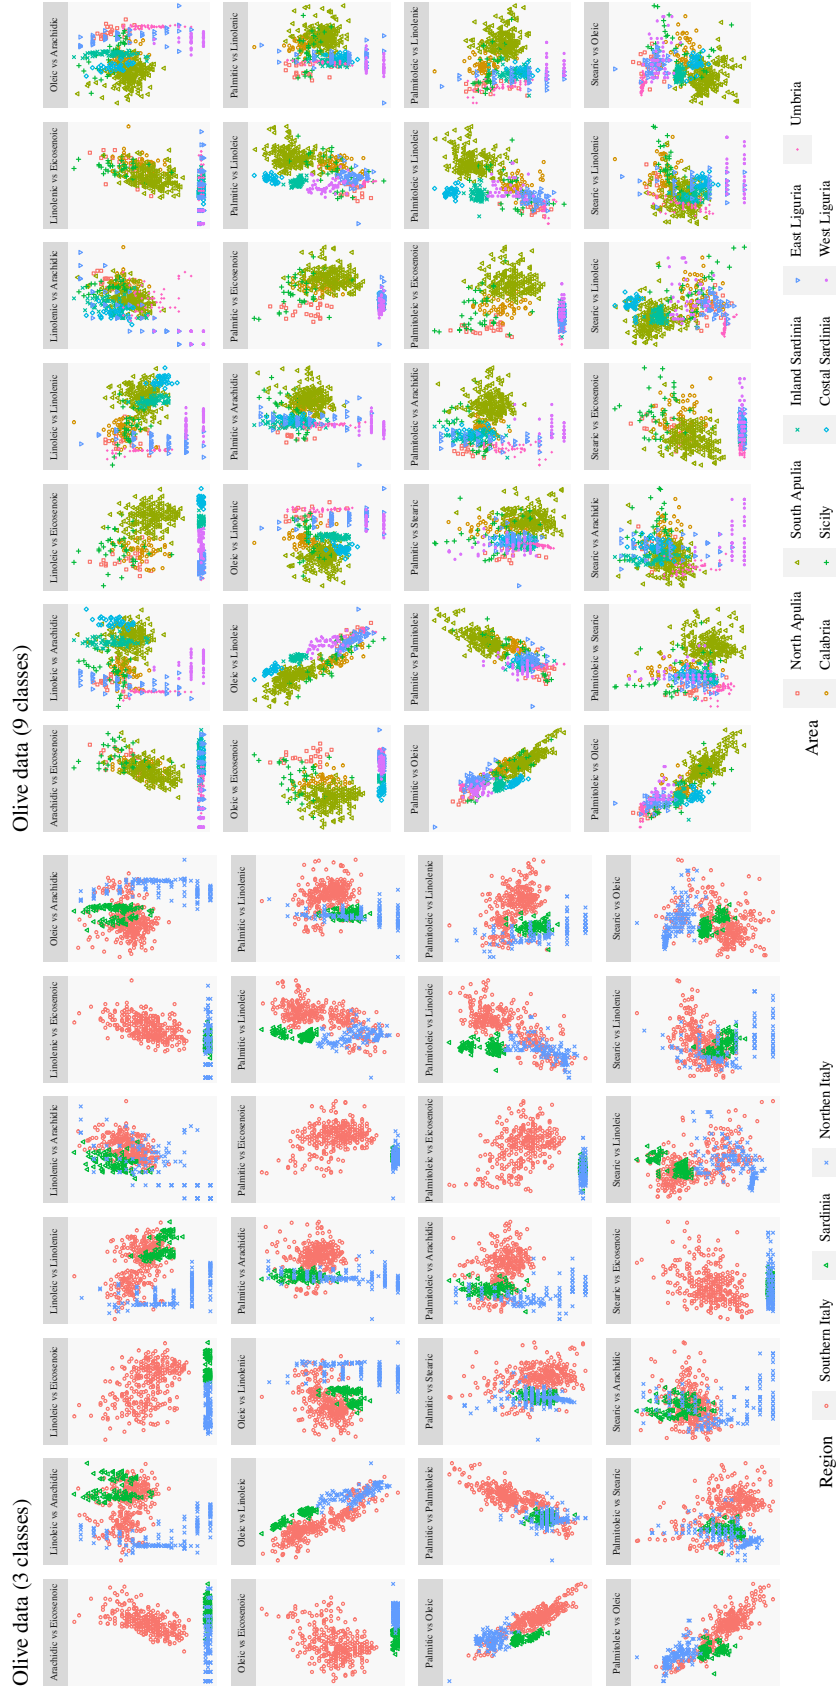 Olive data (3 classes)
Arachidic vs Eicosenoic
Linoleic vs Arachidic
Linoleic vs Eicosenoic
Linoleic vs Linolenic
Linolenic vs Arachidic
Linolenic vs Eicosenoic
Oleic vs Arachidic
Oleic vs Eicosenoic
Oleic vs Linoleic
Oleic vs Linolenic
Palmitic vs Arachidic
Palmitic vs Eicosenoic
Palmitic vs Linoleic
Palmitic vs Linolenic
Palmitic vs Oleic
Palmitic vs Palmitoleic
Palmitic vs Stearic
Palmitoleic vs Arachidic
Palmitoleic vs Eicosenoic
Palmitoleic vs Linoleic
Palmitoleic vs Linolenic
Palmitoleic vs Oleic
Palmitoleic vs Stearic
Stearic vs Arachidic
Stearic vs Eicosenoic
Stearic vs Linoleic
Stearic vs Linolenic
Stearic vs Oleic
Region Southern Italy Sardinia Northen Italy
Olive data (9 classes)
Arachidic vs Eicosenoic
Linoleic vs Arachidic
Linoleic vs Eicosenoic
Linoleic vs Linolenic
Linolenic vs Arachidic
Linolenic vs Eicosenoic
Oleic vs Arachidic
Oleic vs Eicosenoic
Oleic vs Linoleic
Oleic vs Linolenic
Palmitic vs Arachidic
Palmitic vs Eicosenoic
Palmitic vs Linoleic
Palmitic vs Linolenic
Palmitic vs Oleic
Palmitic vs Palmitoleic
Palmitic vs Stearic
Palmitoleic vs Arachidic
Palmitoleic vs Eicosenoic
Palmitoleic vs Linoleic
Palmitoleic vs Linolenic
Palmitoleic vs Oleic
Palmitoleic vs Stearic
Stearic vs Arachidic
Stearic vs Eicosenoic
Stearic vs Linoleic
Stearic vs Linolenic
Stearic vs Oleic
Area
North Apulia South Apulia Inland Sardinia East Liguria Umbria
Calabria Sicily Costal Sardinia West Liguria